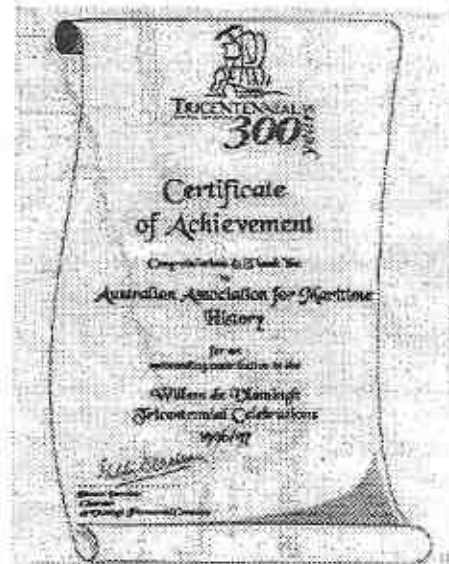 TRICENTENNIAL
300 years
Certificate
of Achievement
Congratulations & Thank You
to
Australian Association for Maritime
History
for an
outstanding contribution to the
Willem de Vlamingh
Tricentennial Celebrations
1996/97